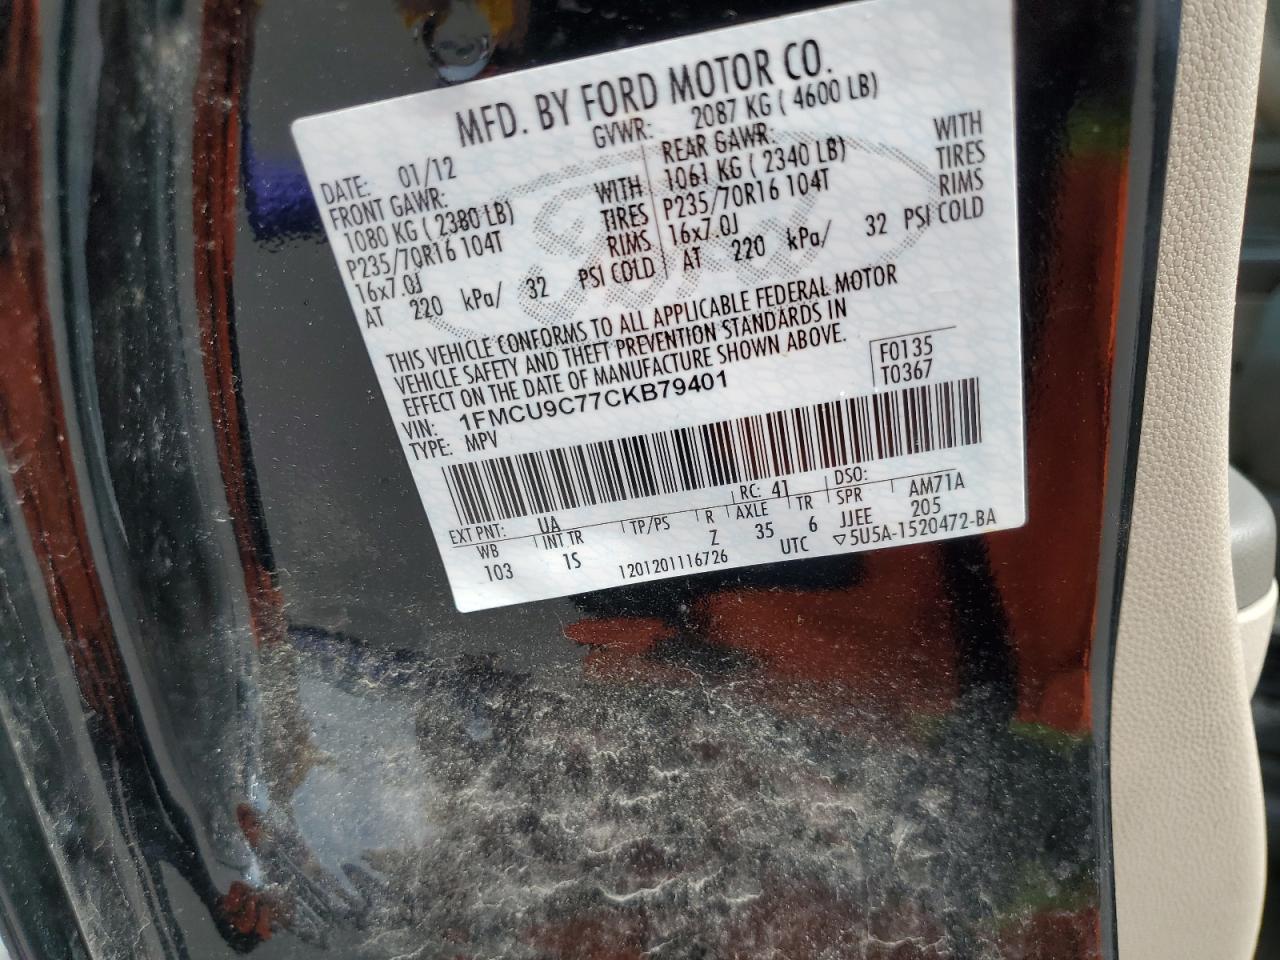 MFD. BY FORD MOTOR CO.
DATE: 01/12 GVWR: 2087 KG ( 4600 LB)
FRONT GAWR: REAR GAWR:
1080 KG ( 2380 LB) WITH 1061 KG ( 2340 LB) WITH
P235/70R16 104T TIRES P235/70R16 104T TIRES
16x7.0J RIMS 16x7.0J RIMS
AT 220 kPa/ 32 PSI COLD AT 220 kPa/ 32 PSI COLD
THIS VEHICLE CONFORMS TO ALL APPLICABLE FEDERAL MOTOR
VEHICLE SAFETY AND THEFT PREVENTION STANDARDS IN
EFFECT ON THE DATE OF MANUFACTURE SHOWN ABOVE.
VIN: 1FMCU9C77CKB79401 F0135
TYPE: MPV T0367
EXT PNT: UA RC: 41 DSO:
WB INT TR TP/PS R AXLE TR SPR AM71A
103 1S Z 35 6 JJEE 205
1201201116726 UTC ▽5U5A-1520472-BA